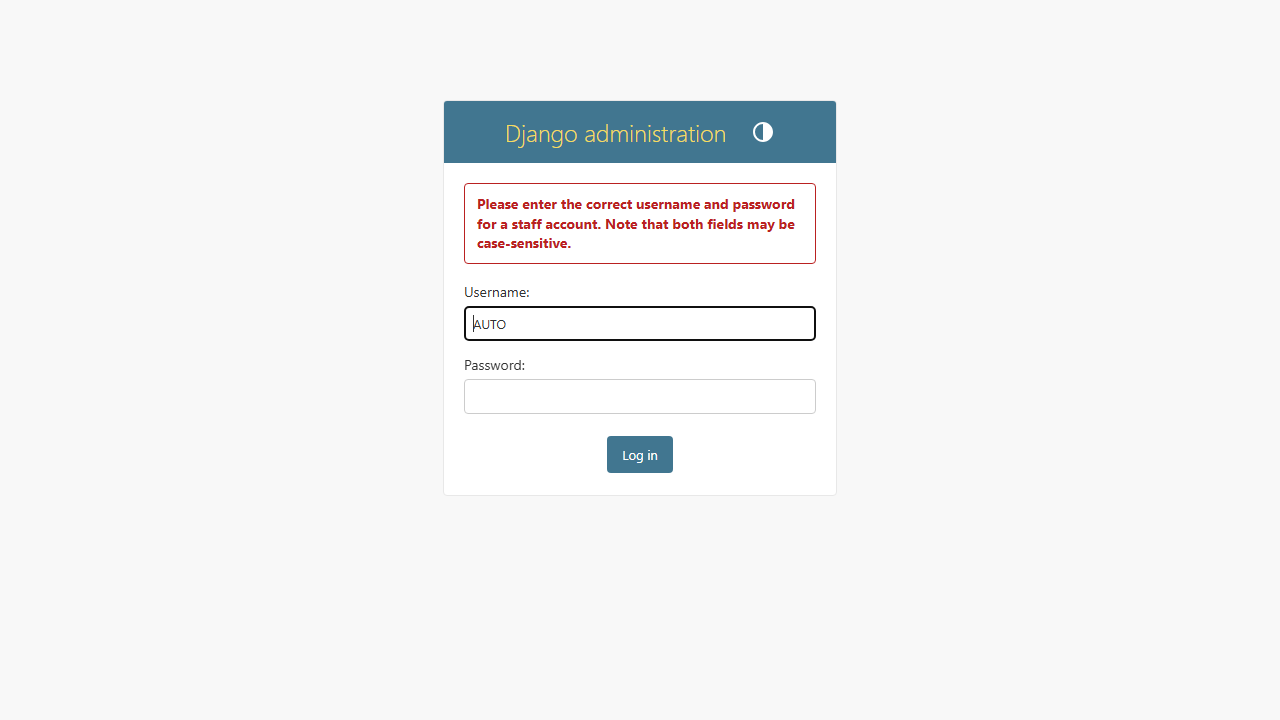 Django administration
Please enter the correct username and password
for a staff account. Note that both fields may be
case-sensitive.
Username:
AUTO
Password:
Log in